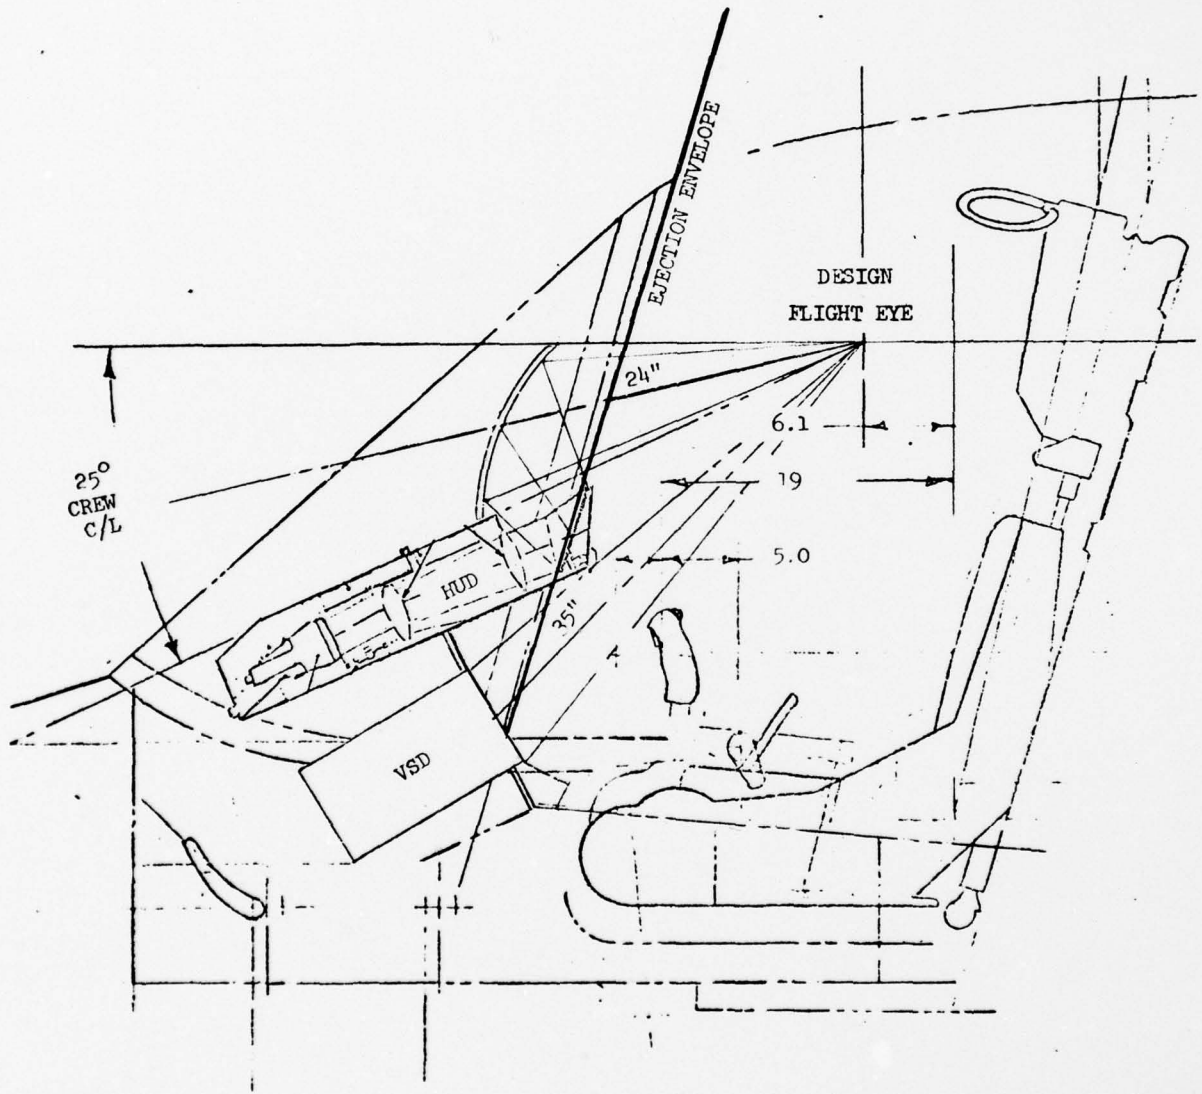 EJECTION ENVELOPE
DESIGN
FLIGHT EYE
24"
6.1
25°
CREW
C/L
19
5.0
HUD
35"
VSD